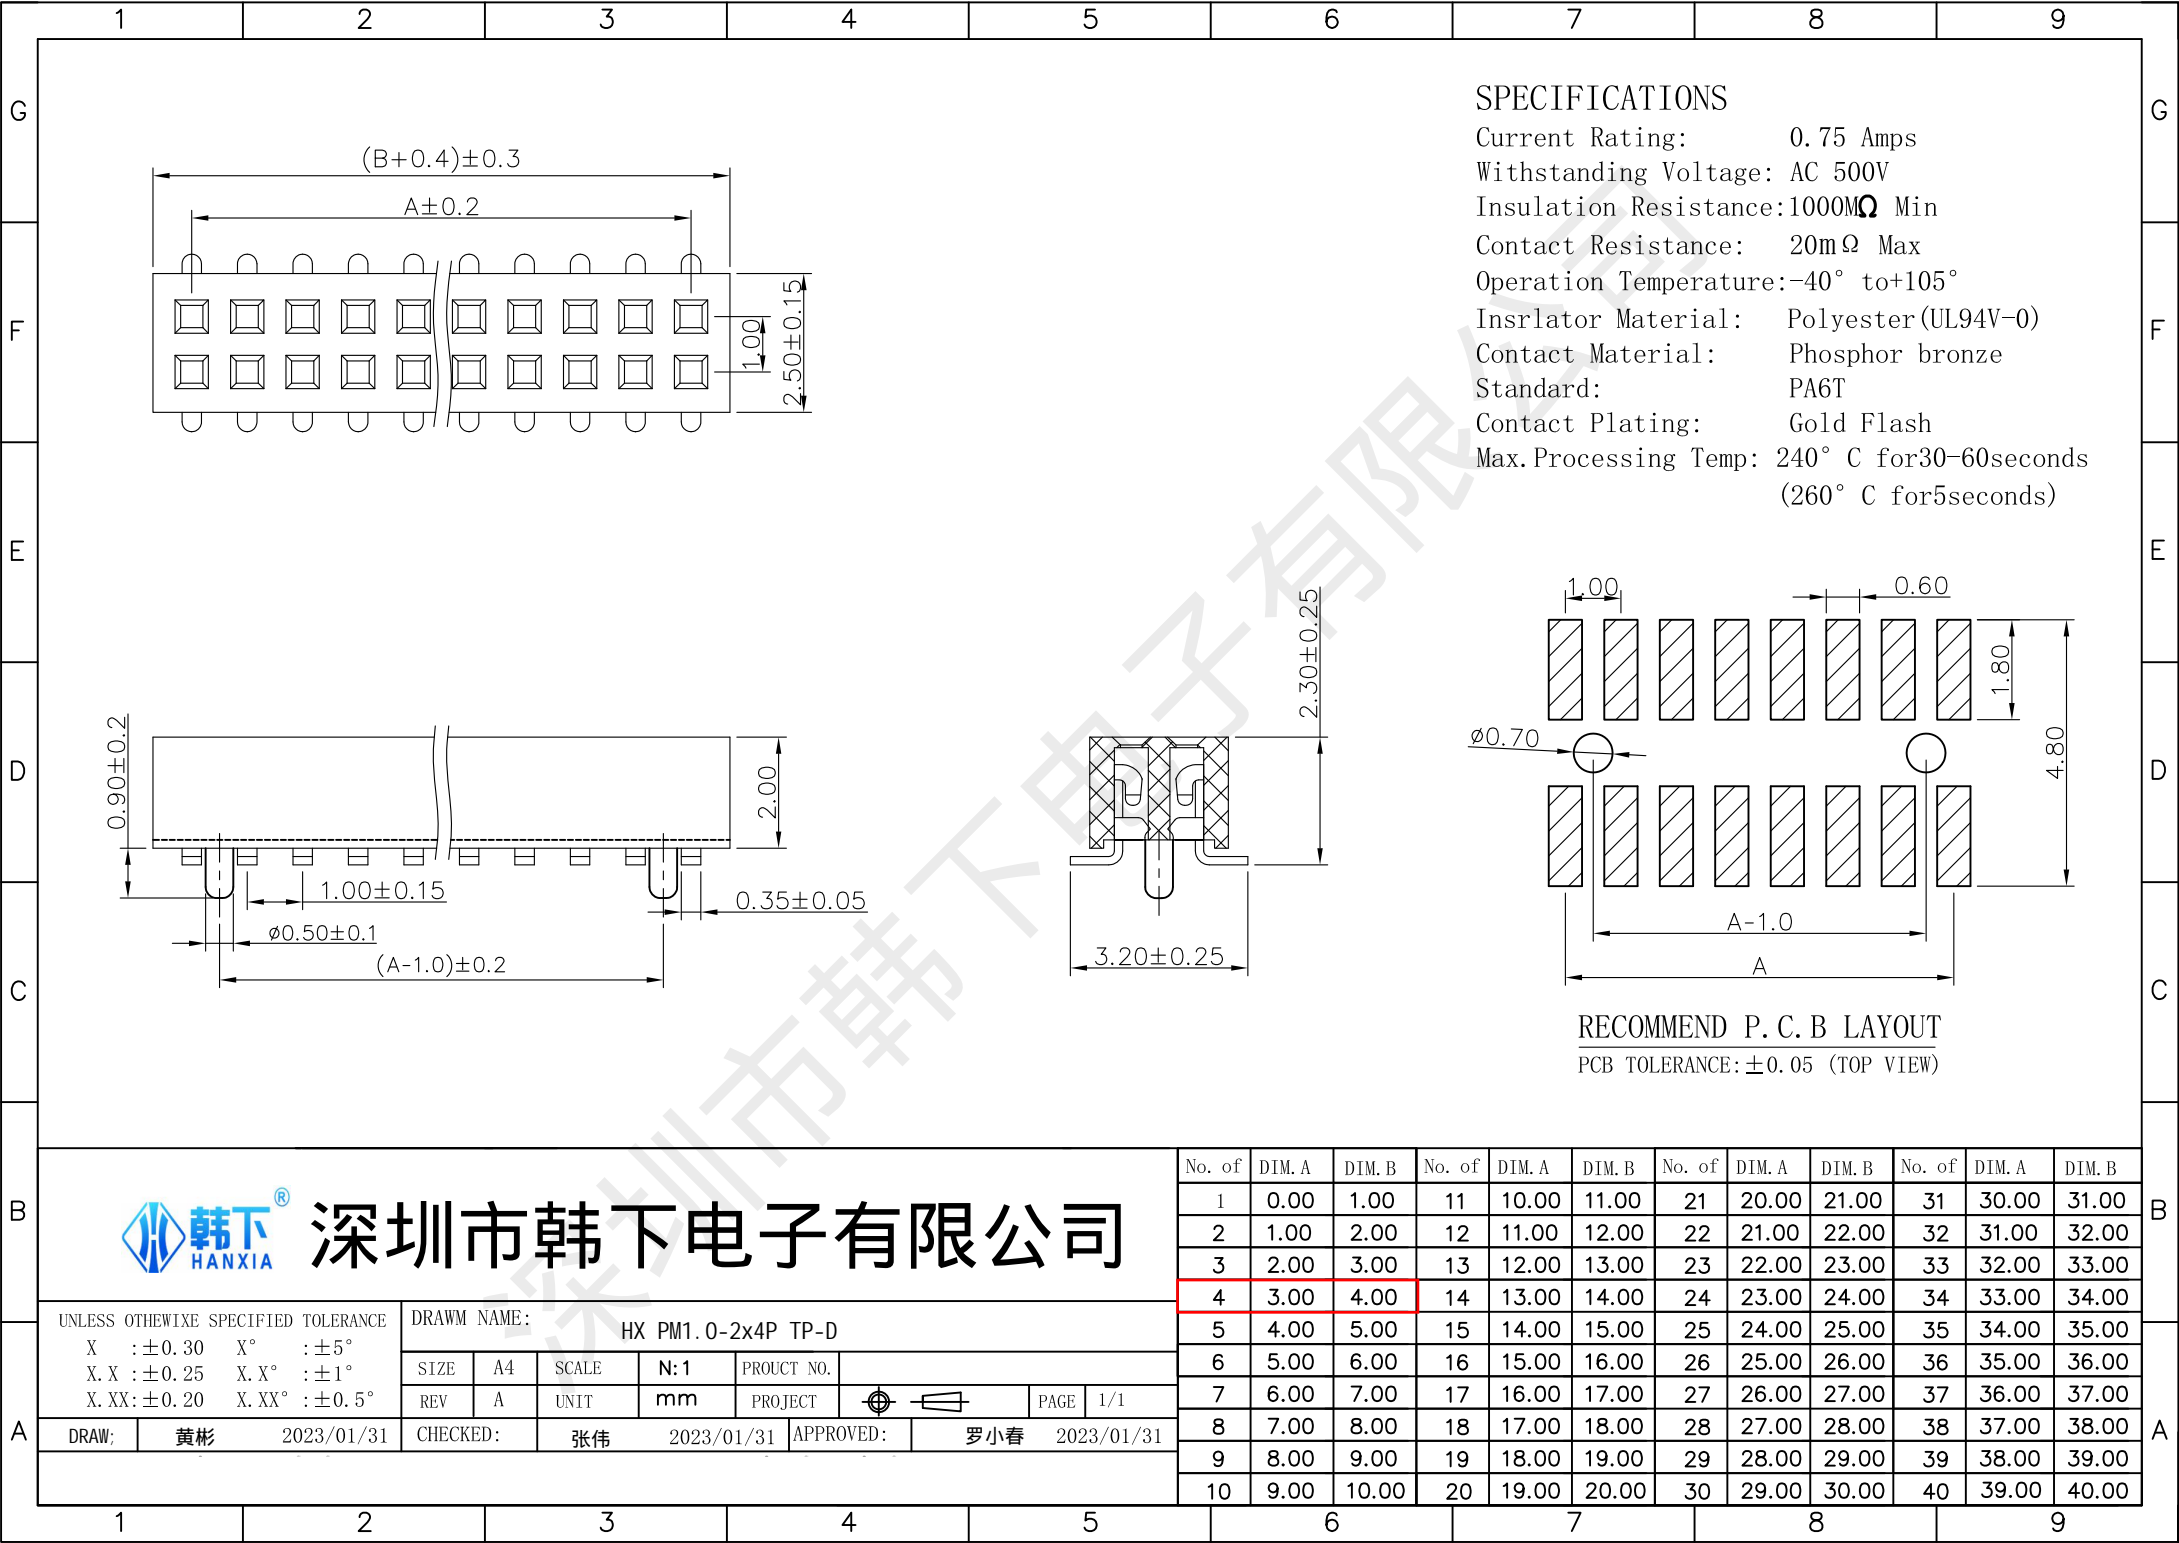 1 2 3 4 5 6 7 8 9
G G
F F
E E
D D
C C
B B
A A
SPECIFICATIONS
Current Rating: 0.75 Amps
Withstanding Voltage: AC 500V
Insulation Resistance:1000MΩ Min
Contact Resistance: 20mΩ Max
Operation Temperature:-40° to+105°
Insrlator Material: Polyester(UL94V-0)
Contact Material: Phosphor bronze
Standard: PA6T
Contact Plating: Gold Flash
Max.Processing Temp: 240°C for30-60seconds
(260°C for5seconds)
(B+0.4)±0.3
A±0.2
1.00
2.50±0.15
0.90±0.2
2.00
1.00±0.15
0.35±0.05
ø0.50±0.1
(A-1.0)±0.2
2.30±0.25
3.20±0.25
1.00
0.60
1.80
ø0.70
4.80
A-1.0
A
RECOMMEND P.C.B LAYOUT
PCB TOLERANCE:±0.05 (TOP VIEW)
深圳市韩下电子有限公司
韩下®
HANXIA
深圳市韩下电子有限公司
UNLESS OTHEWIXE SPECIFIED TOLERANCE
X :±0.30 X° :±5°
X.X :±0.25 X.X° :±1°
X.XX:±0.20 X.XX° :±0.5°
DRAWM NAME:
HX PM1.0-2x4P TP-D
SIZE A4 SCALE N:1 PROUCT NO.
REV A UNIT mm PROJECT PAGE 1/1
DRAW; 黄彬 2023/01/31 CHECKED: 张伟 2023/01/31 APPROVED: 罗小春 2023/01/31
No. of DIM.A DIM.B No. of DIM.A DIM.B No. of DIM.A DIM.B No. of DIM.A DIM.B
1 0.00 1.00 11 10.00 11.00 21 20.00 21.00 31 30.00 31.00
2 1.00 2.00 12 11.00 12.00 22 21.00 22.00 32 31.00 32.00
3 2.00 3.00 13 12.00 13.00 23 22.00 23.00 33 32.00 33.00
4 3.00 4.00 14 13.00 14.00 24 23.00 24.00 34 33.00 34.00
5 4.00 5.00 15 14.00 15.00 25 24.00 25.00 35 34.00 35.00
6 5.00 6.00 16 15.00 16.00 26 25.00 26.00 36 35.00 36.00
7 6.00 7.00 17 16.00 17.00 27 26.00 27.00 37 36.00 37.00
8 7.00 8.00 18 17.00 18.00 28 27.00 28.00 38 37.00 38.00
9 8.00 9.00 19 18.00 19.00 29 28.00 29.00 39 38.00 39.00
10 9.00 10.00 20 19.00 20.00 30 29.00 30.00 40 39.00 40.00
1 2 3 4 5 6 7 8 9